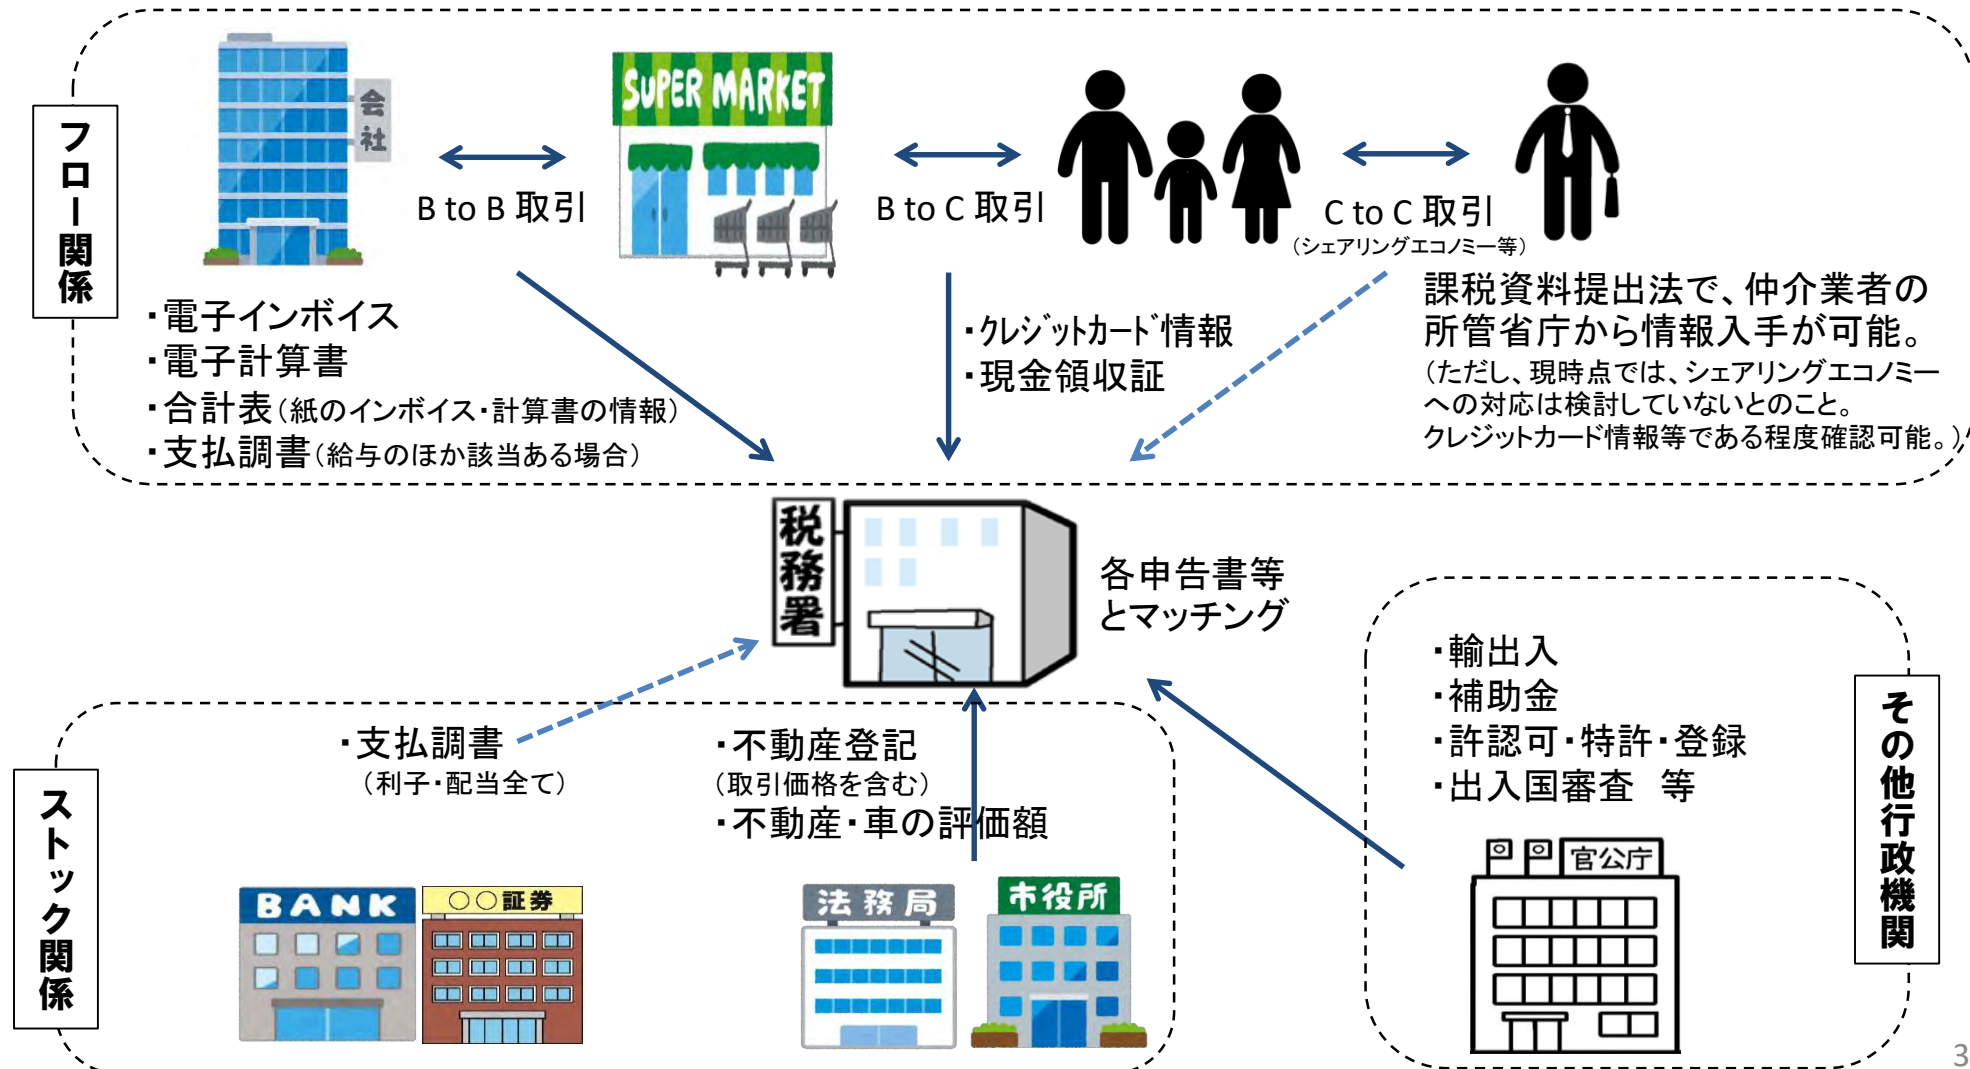 フロー関係
会社
SUPER MARKET
B to B 取引
B to C 取引
C to C 取引
（シェアリングエコノミー等）
・電子インボイス
・電子計算書
・合計表（紙のインボイス・計算書の情報）
・支払調書（給与のほか該当ある場合）
・クレジットカード情報
・現金領収証
課税資料提出法で、仲介業者の
所管省庁から情報入手が可能。
（ただし、現時点では、シェアリングエコノミー
への対応は検討していないとのこと。
クレジットカード情報等である程度確認可能。）
税務署
各申告書等
とマッチング
ストック関係
・支払調書
（利子・配当全て）
・不動産登記
（取引価格を含む）
・不動産・車の評価額
BANK
○○証券
法務局
市役所
その他行政機関
・輸出入
・補助金
・許認可・特許・登録
・出入国審査　等
官公庁
3